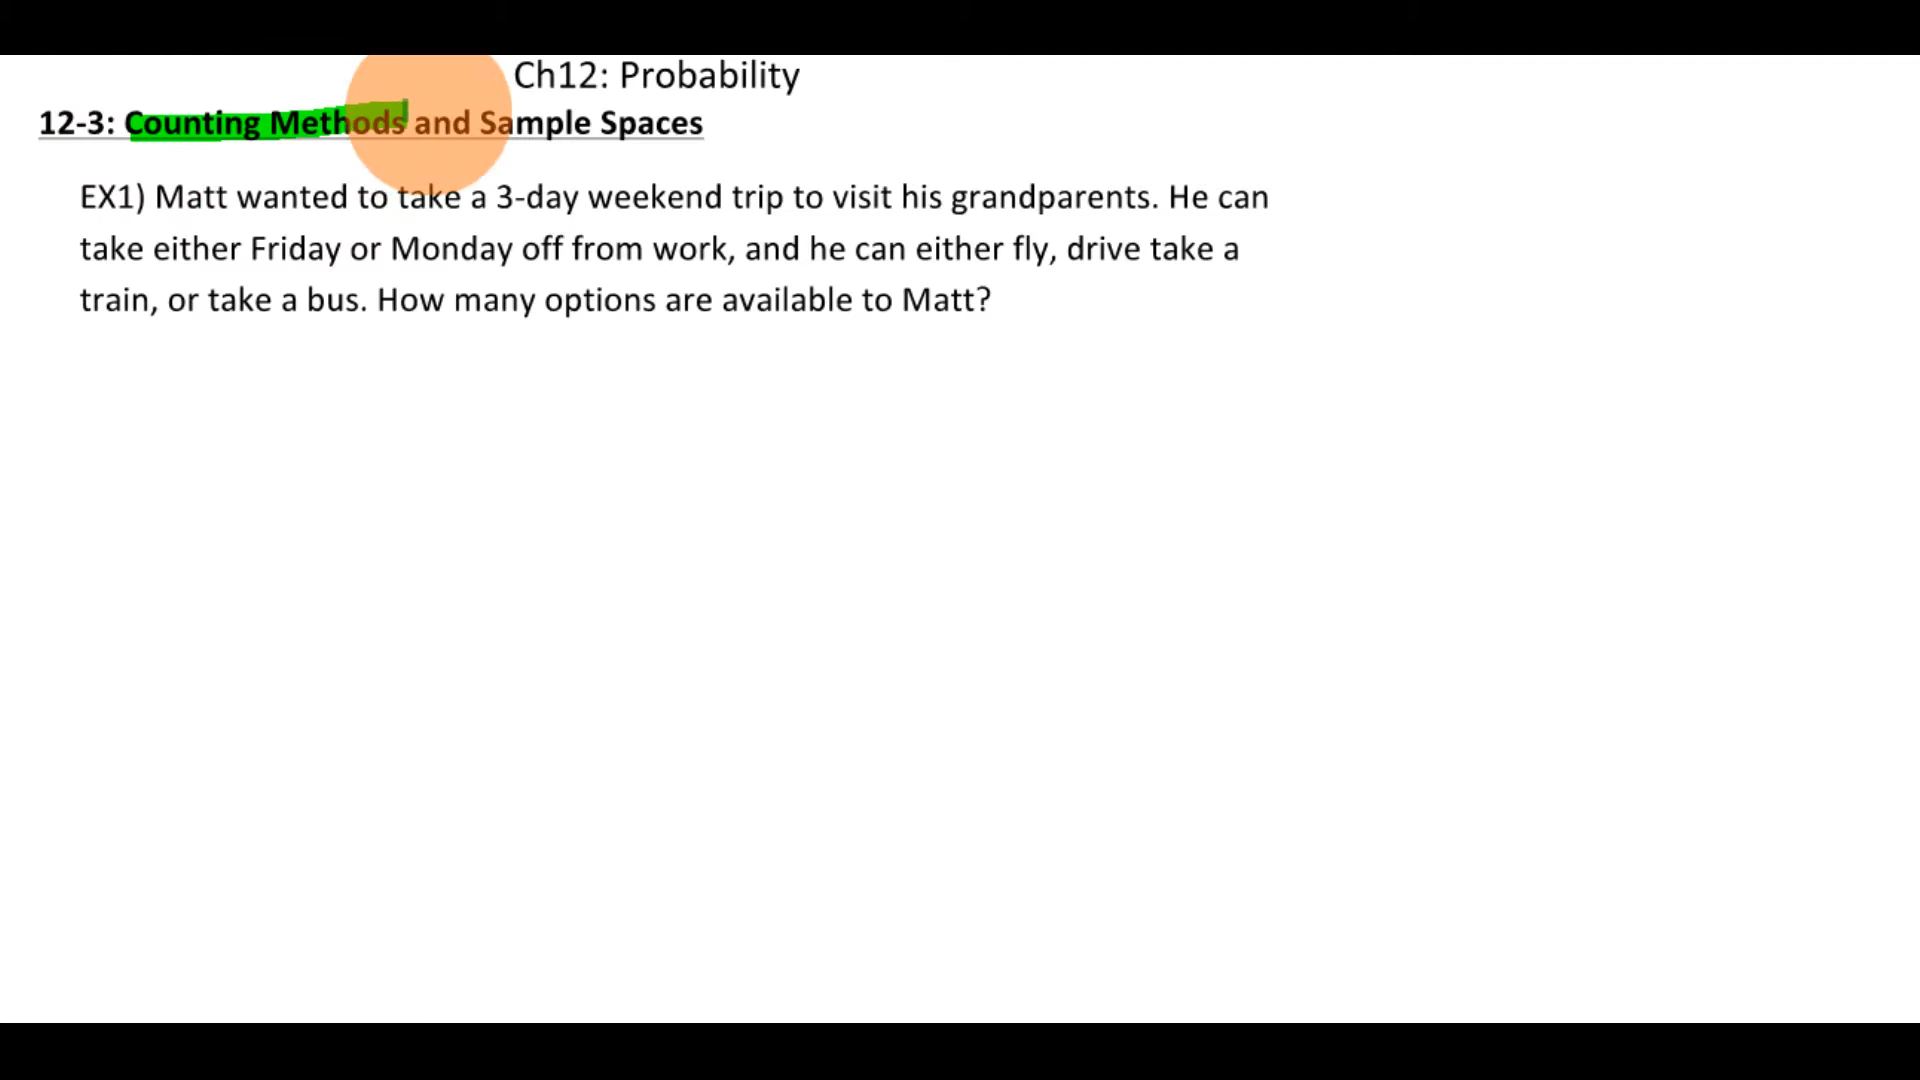 Ch12: Probability
12-3: Counting Methods and Sample Spaces
EX1) Matt wanted to take a 3-day weekend trip to visit his grandparents. He can
take either Friday or Monday off from work, and he can either fly, drive take a
train, or take a bus. How many options are available to Matt?